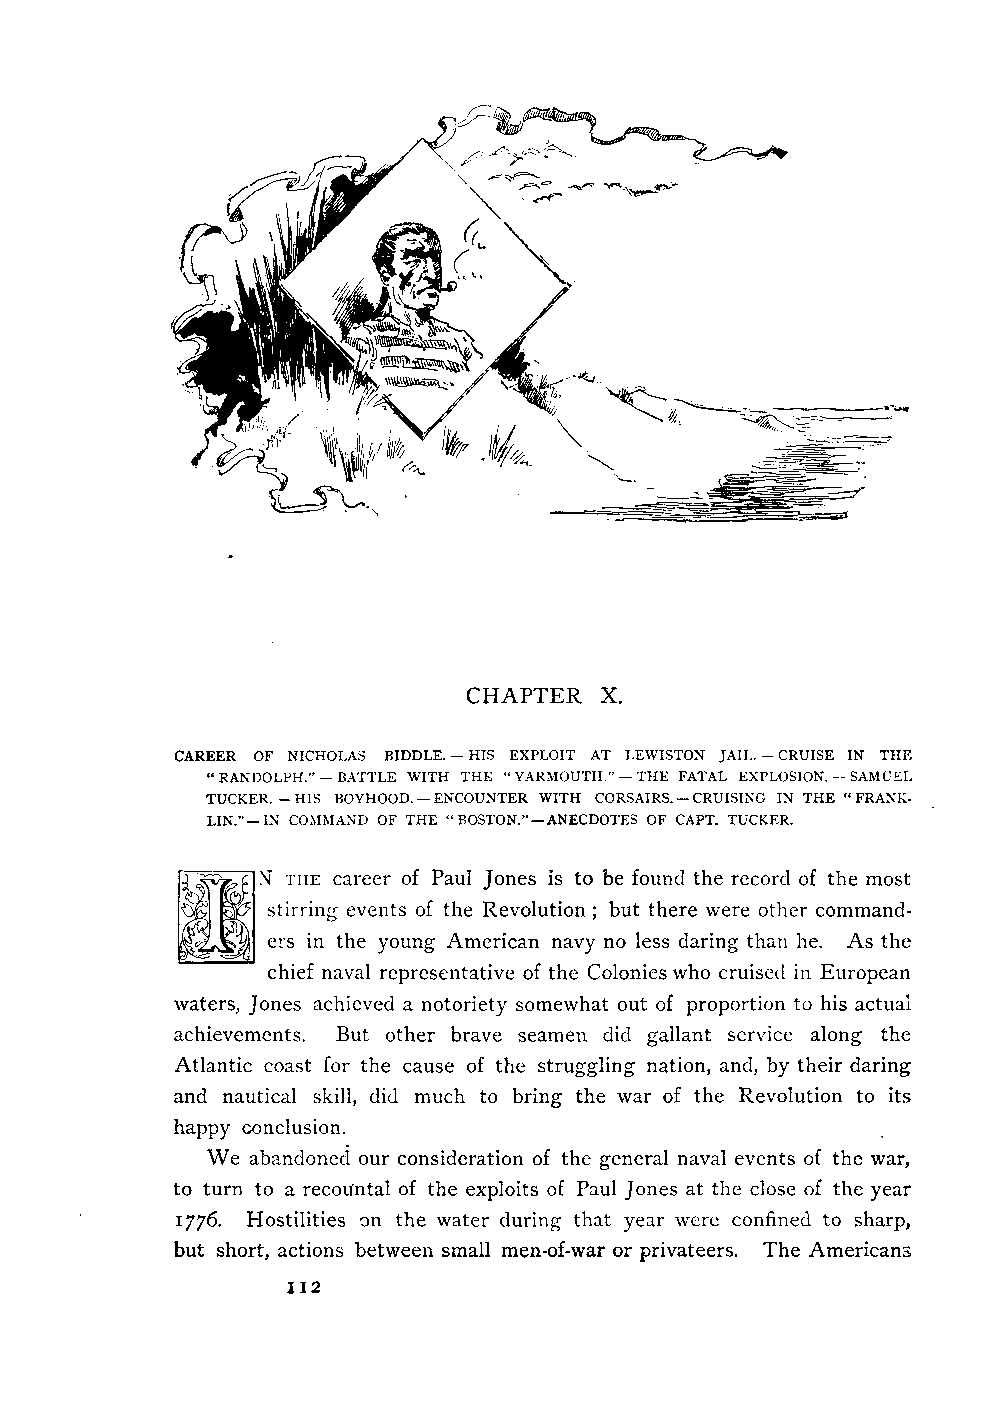 CHAPTER X.
CAREER OF NICHOLAS BIDDLE. — HIS EXPLOIT AT LEWISTON JAIL. — CRUISE IN THE
"RANDOLPH." — BATTLE WITH THE "YARMOUTH." — THE FATAL EXPLOSION. — SAMUEL
TUCKER. — HIS BOYHOOD. — ENCOUNTER WITH CORSAIRS. — CRUISING IN THE "FRANK-
LIN." — IN COMMAND OF THE "BOSTON." — ANECDOTES OF CAPT. TUCKER.
IN THE career of Paul Jones is to be found the record of the most
stirring events of the Revolution; but there were other command-
ers in the young American navy no less daring than he. As the
chief naval representative of the Colonies who cruised in European
waters, Jones achieved a notoriety somewhat out of proportion to his actual
achievements. But other brave seamen did gallant service along the
Atlantic coast for the cause of the struggling nation, and, by their daring
and nautical skill, did much to bring the war of the Revolution to its
happy conclusion.
We abandoned our consideration of the general naval events of the war,
to turn to a recountal of the exploits of Paul Jones at the close of the year
1776. Hostilities on the water during that year were confined to sharp,
but short, actions between small men-of-war or privateers. The Americans
112